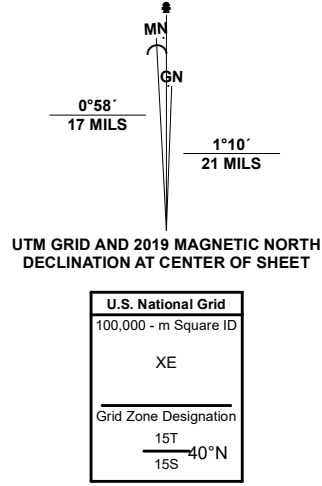 MN
GN
0°58´
17 MILS
1°10´
21 MILS
UTM GRID AND 2019 MAGNETIC NORTH
DECLINATION AT CENTER OF SHEET
U.S. National Grid
100,000 - m Square ID
XE
Grid Zone Designation
15T
40°N
15S